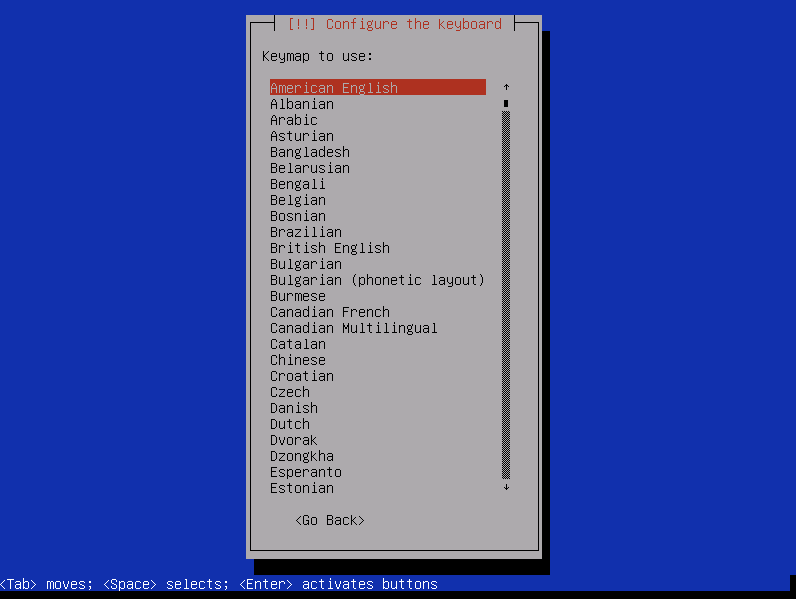 [!!] Configure the keyboard
Keymap to use:
American English
Albanian
Arabic
Asturian
Bangladesh
Belarusian
Bengali
Belgian
Bosnian
Brazilian
British English
Bulgarian
Bulgarian (phonetic layout)
Burmese
Canadian French
Canadian Multilingual
Catalan
Chinese
Croatian
Czech
Danish
Dutch
Dvorak
Dzongkha
Esperanto
Estonian
<Go Back>
<Tab> moves; <Space> selects; <Enter> activates buttons